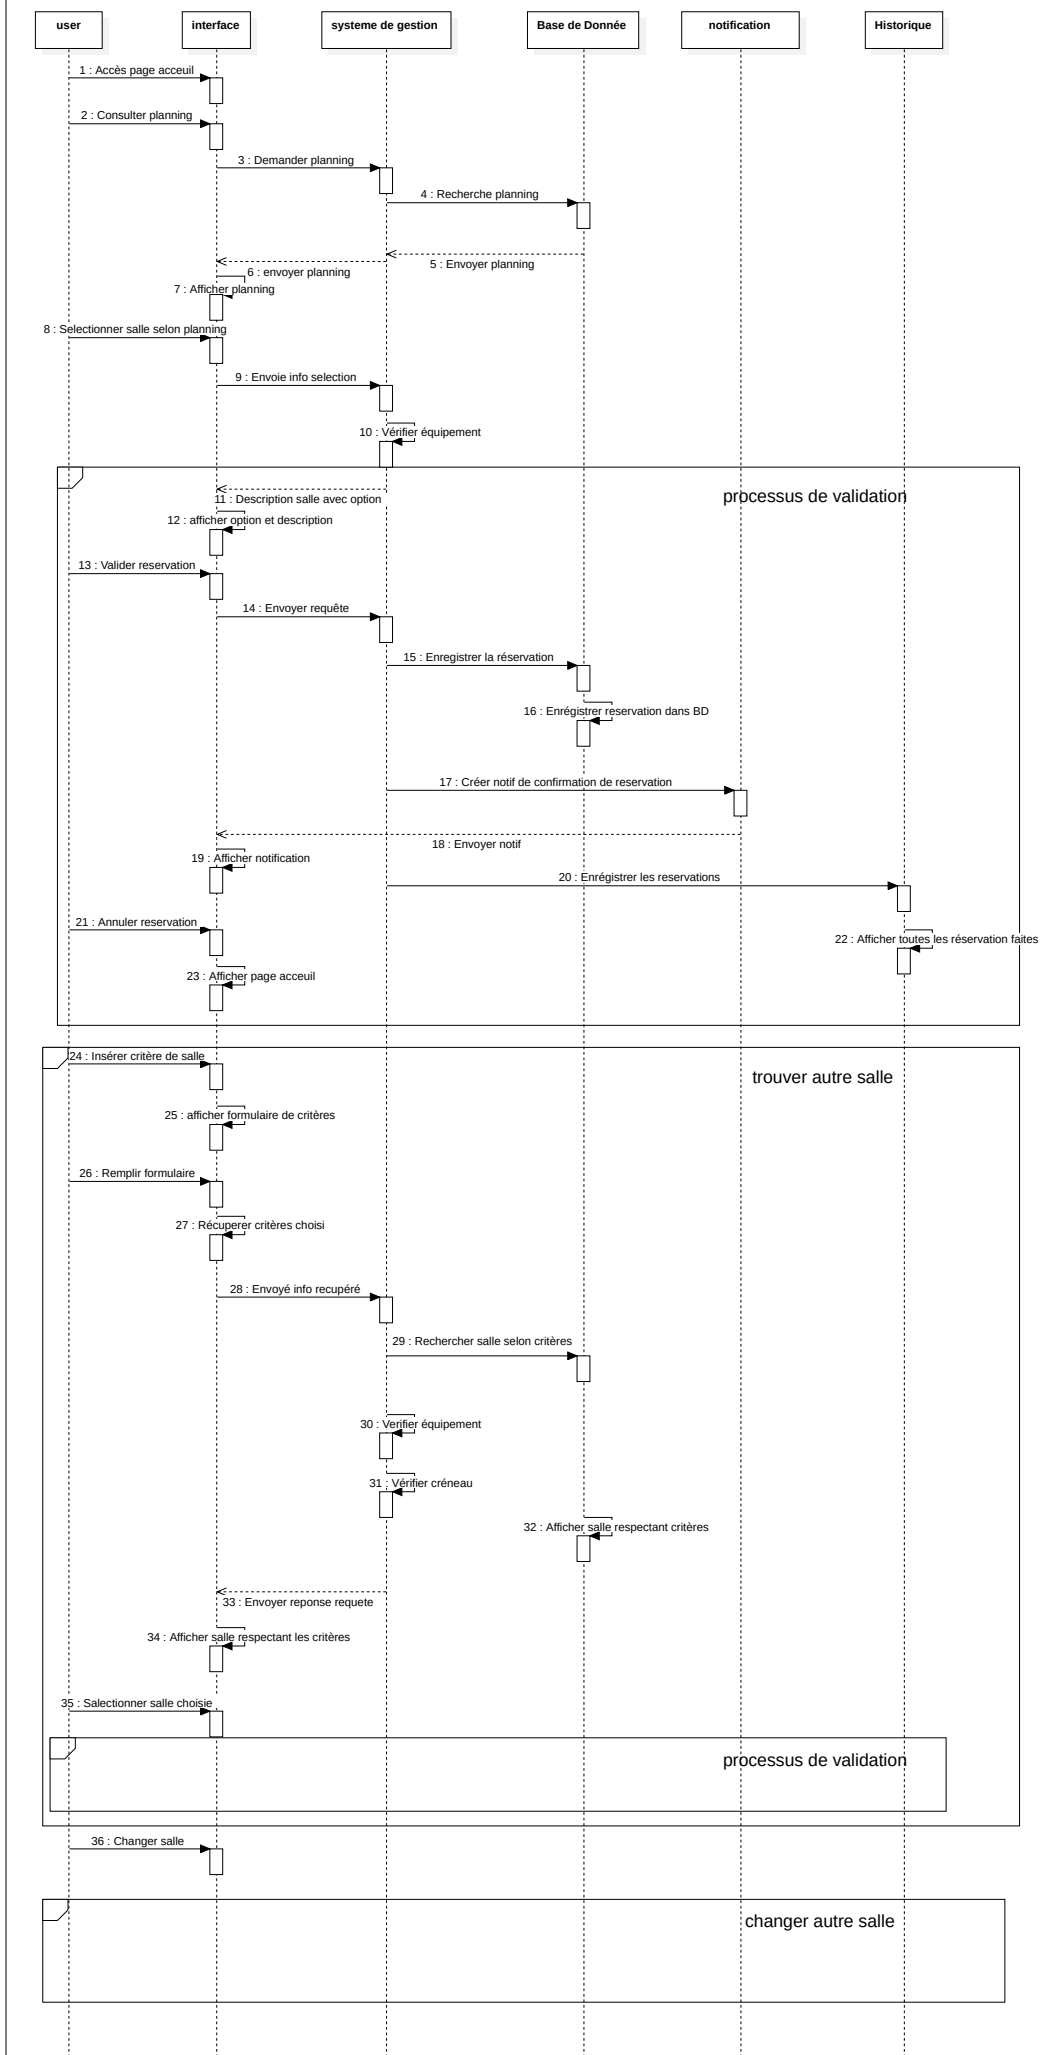 user
interface
systeme de gestion
Base de Donnée
notification
Historique
1 : Accès page acceuil
2 : Consulter planning
3 : Demander planning
4 : Recherche planning
5 : Envoyer planning
6 : envoyer planning
7 : Afficher planning
8 : Selectionner salle selon planning
9 : Envoie info selection
10 : Vérifier équipement
processus de validation
11 : Description salle avec option
12 : afficher option et description
13 : Valider reservation
14 : Envoyer requête
15 : Enregistrer la réservation
16 : Enrégistrer reservation dans BD
17 : Créer notif de confirmation de reservation
18 : Envoyer notif
19 : Afficher notification
20 : Enrégistrer les reservations
21 : Annuler reservation
22 : Afficher toutes les réservation faites
23 : Afficher page acceuil
24 : Insérer critère de salle
trouver autre salle
25 : afficher formulaire de critères
26 : Remplir formulaire
27 : Récuperer critères choisi
28 : Envoyé info recupéré
29 : Rechercher salle selon critères
30 : Verifier équipement
31 : Vérifier créneau
32 : Afficher salle respectant critères
33 : Envoyer reponse requete
34 : Afficher salle respectant les critères
35 : Salectionner salle choisie
processus de validation
36 : Changer salle
changer autre salle